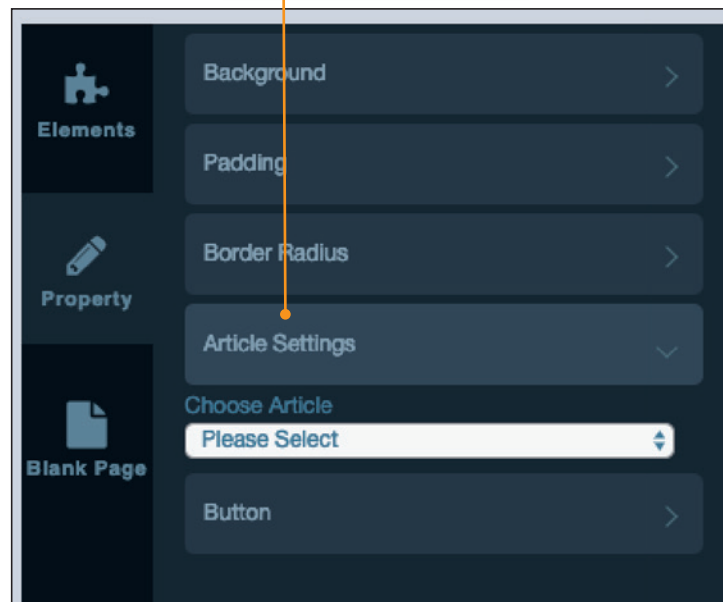 Elements
Property
Blank Page
Background
Padding
Border Radius
Article Settings
Choose Article
Please Select
Button